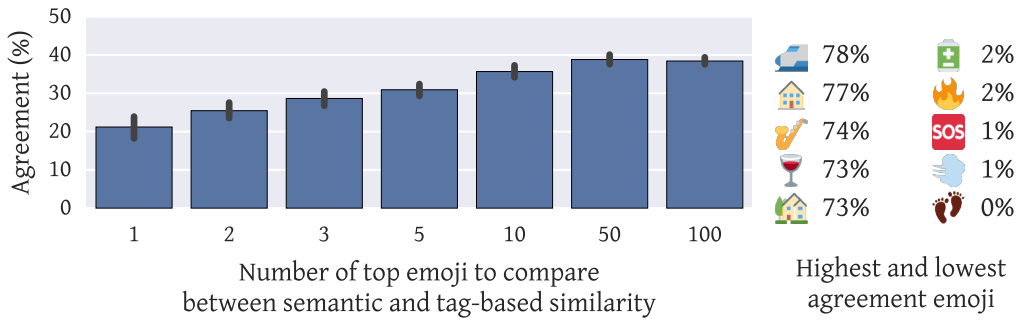 50
40
30
20
10
0
Agreement (%)
1 2 3 5 10 50 100
Number of top emoji to compare
between semantic and tag-based similarity
78% 2%
77% 2%
74% SOS 1%
73% 1%
73% 0%
Highest and lowest
agreement emoji